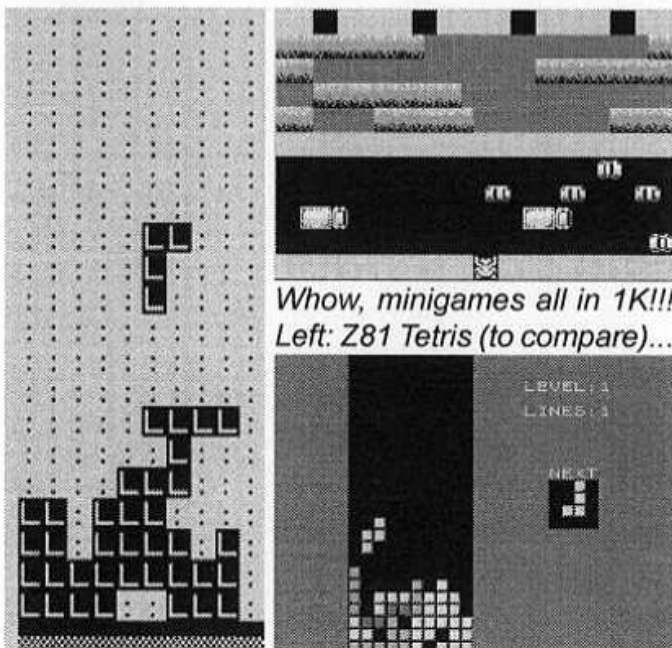 Whow, minigames all in 1K!!!
Left: Z81 Tetris (to compare)...
LEVEL:1
LINES:1
NEXT